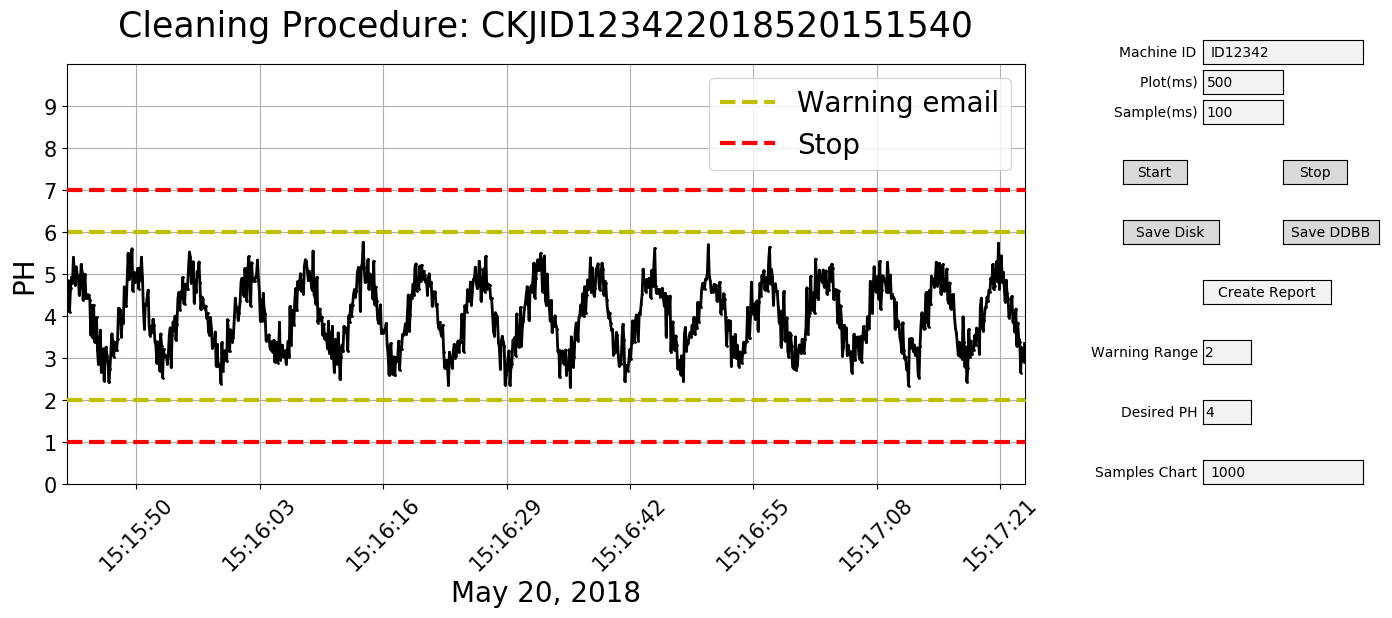 Cleaning Procedure: CKJID123422018520151540
PH
9
8
7
6
5
4
3
2
1
0
Warning email
Stop
15:15:50
15:16:03
15:16:16
15:16:29
15:16:42
15:16:55
15:17:08
15:17:21
May 20, 2018
Machine ID ID12342
Plot(ms) 500
Sample(ms) 100
Start Stop
Save Disk Save DDBB
Create Report
Warning Range 2
Desired PH 4
Samples Chart 1000